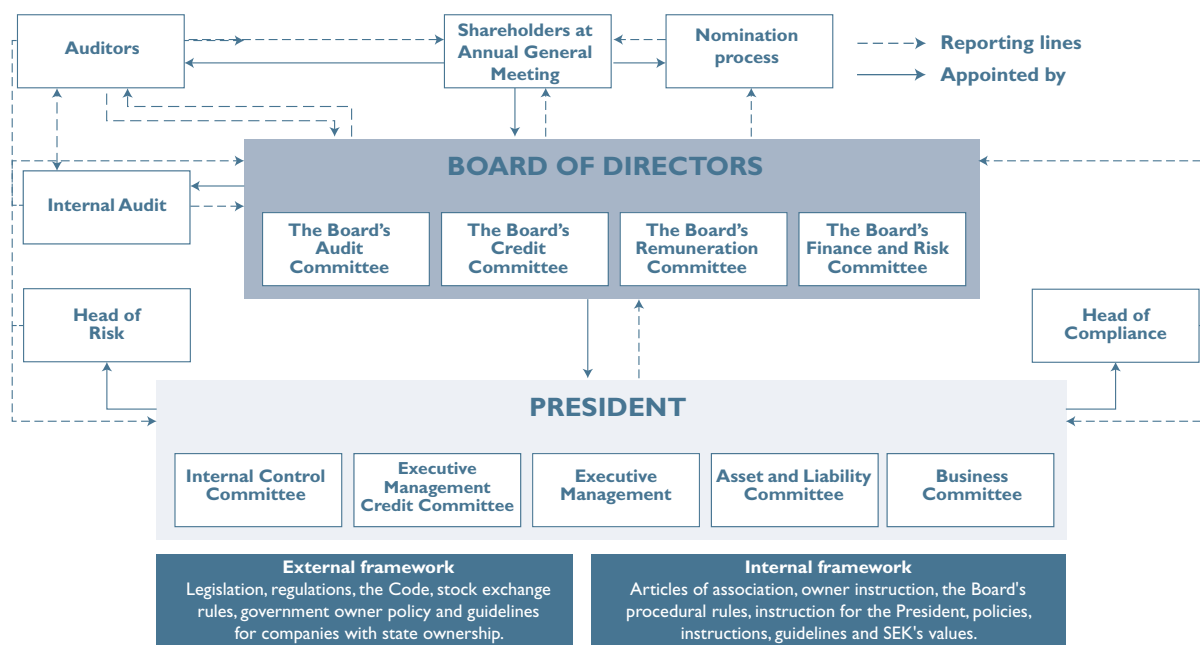 Auditors
Shareholders at
Annual General
Meeting
Nomination
process
Reporting lines
Appointed by
BOARD OF DIRECTORS
Internal Audit
The Board's
Audit
Committee
The Board's
Credit
Committee
The Board's
Remuneration
Committee
The Board's
Finance and Risk
Committee
Head of
Risk
Head of
Compliance
PRESIDENT
Internal Control
Committee
Executive
Management
Credit Committee
Executive
Management
Asset and Liability
Committee
Business
Committee
External framework
Legislation, regulations, the Code, stock exchange
rules, government owner policy and guidelines
for companies with state ownership.
Internal framework
Articles of association, owner instruction, the Board's
procedural rules, instruction for the President, policies,
instructions, guidelines and SEK's values.